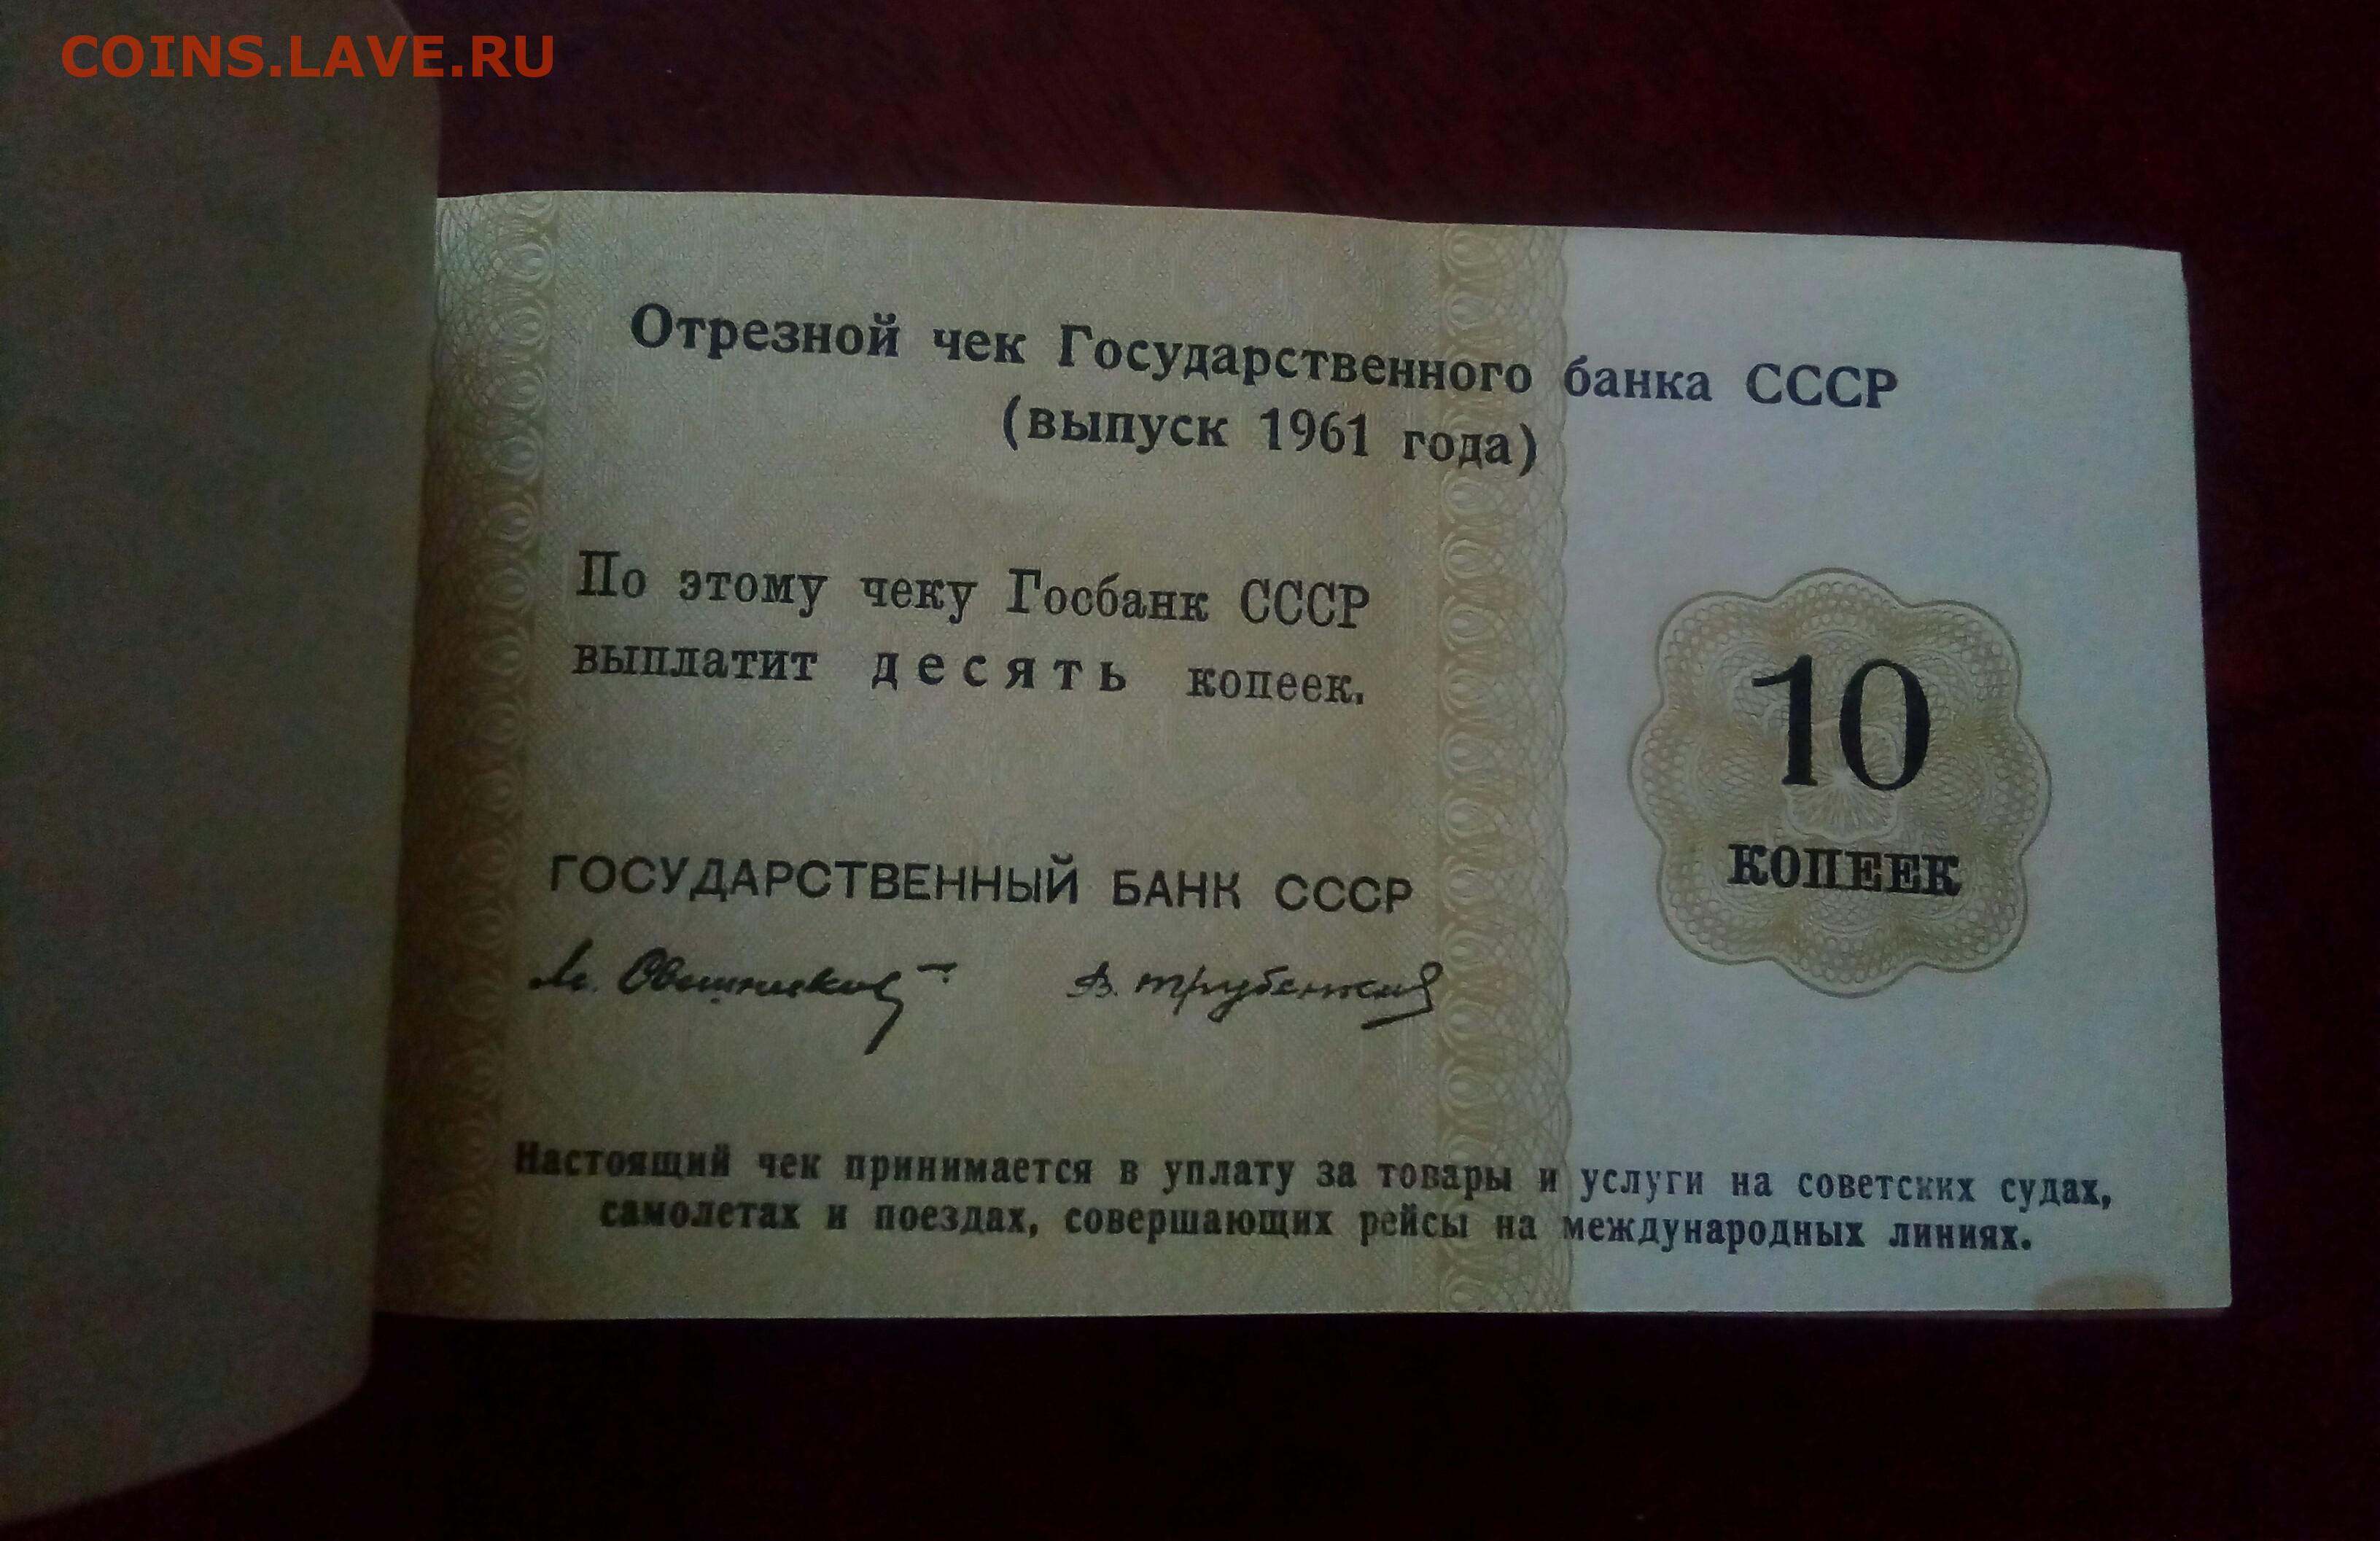 COINS.LAVE.RU
Отрезной чек Государственного банка СССР
(выпуск 1961 года)
По этому чеку Госбанк СССР
выплатит десять копеек.
10
КОПЕЕК
ГОСУДАРСТВЕННЫЙ БАНК СССР
Настоящий чек принимается в уплату за товары и услуги на советских судах,
самолетах и поездах, совершающих рейсы на международных линиях.